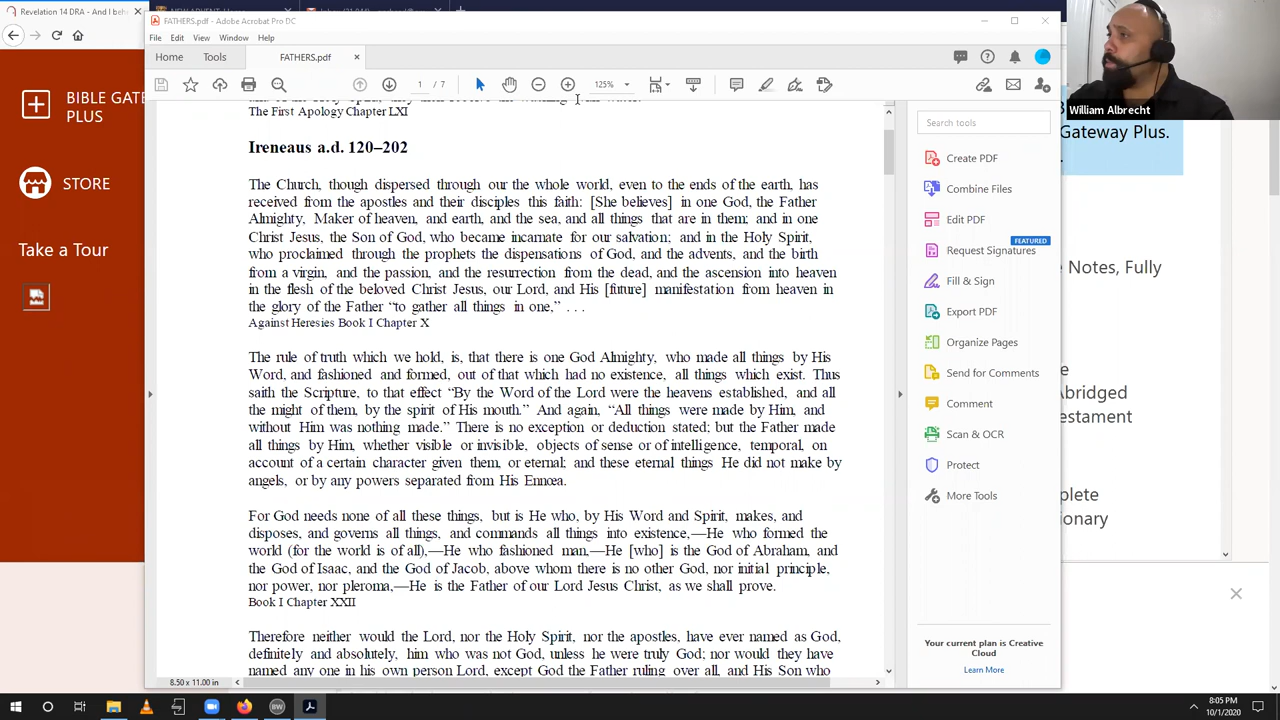 Revelation 14 DRA - And I behe
FATHERS.pdf - Adobe Acrobat Pro DC
File Edit View Window Help
Home Tools FATHERS.pdf
1 / 7 125%
William Albrecht
BIBLE GATE
PLUS
STORE
Take a Tour
The First Apology Chapter LXI
Ireneaus a.d. 120–202
The Church, though dispersed through our the whole world, even to the ends of the earth, has
received from the apostles and their disciples this faith: [She believes] in one God, the Father
Almighty, Maker of heaven, and earth, and the sea, and all things that are in them; and in one
Christ Jesus, the Son of God, who became incarnate for our salvation; and in the Holy Spirit,
who proclaimed through the prophets the dispensations of God, and the advents, and the birth
from a virgin, and the passion, and the resurrection from the dead, and the ascension into heaven
in the flesh of the beloved Christ Jesus, our Lord, and His [future] manifestation from heaven in
the glory of the Father “to gather all things in one,” . . .
Against Heresies Book I Chapter X
The rule of truth which we hold, is, that there is one God Almighty, who made all things by His
Word, and fashioned and formed, out of that which had no existence, all things which exist. Thus
saith the Scripture, to that effect “By the Word of the Lord were the heavens established, and all
the might of them, by the spirit of His mouth.” And again, “All things were made by Him, and
without Him was nothing made.” There is no exception or deduction stated; but the Father made
all things by Him, whether visible or invisible, objects of sense or of intelligence, temporal, on
account of a certain character given them, or eternal; and these eternal things He did not make by
angels, or by any powers separated from His Ennœa.
For God needs none of all these things, but is He who, by His Word and Spirit, makes, and
disposes, and governs all things, and commands all things into existence,—He who formed the
world (for the world is of all),—He who fashioned man,—He [who] is the God of Abraham, and
the God of Isaac, and the God of Jacob, above whom there is no other God, nor initial principle,
nor power, nor pleroma,—He is the Father of our Lord Jesus Christ, as we shall prove.
Book I Chapter XXII
Therefore neither would the Lord, nor the Holy Spirit, nor the apostles, have ever named as God,
definitely and absolutely, him who was not God, unless he were truly God; nor would they have
named any one in his own person Lord, except God the Father ruling over all, and His Son who
8.50 x 11.00 in
Search tools
Create PDF
Combine Files
Edit PDF
FEATURED
Request Signatures
Fill & Sign
Export PDF
Organize Pages
Send for Comments
Comment
Scan & OCR
Protect
More Tools
Your current plan is Creative
Cloud
Learn More
Gateway Plus.
Notes, Fully
Abridged
estament
plete
ionary
8:05 PM
10/1/2020